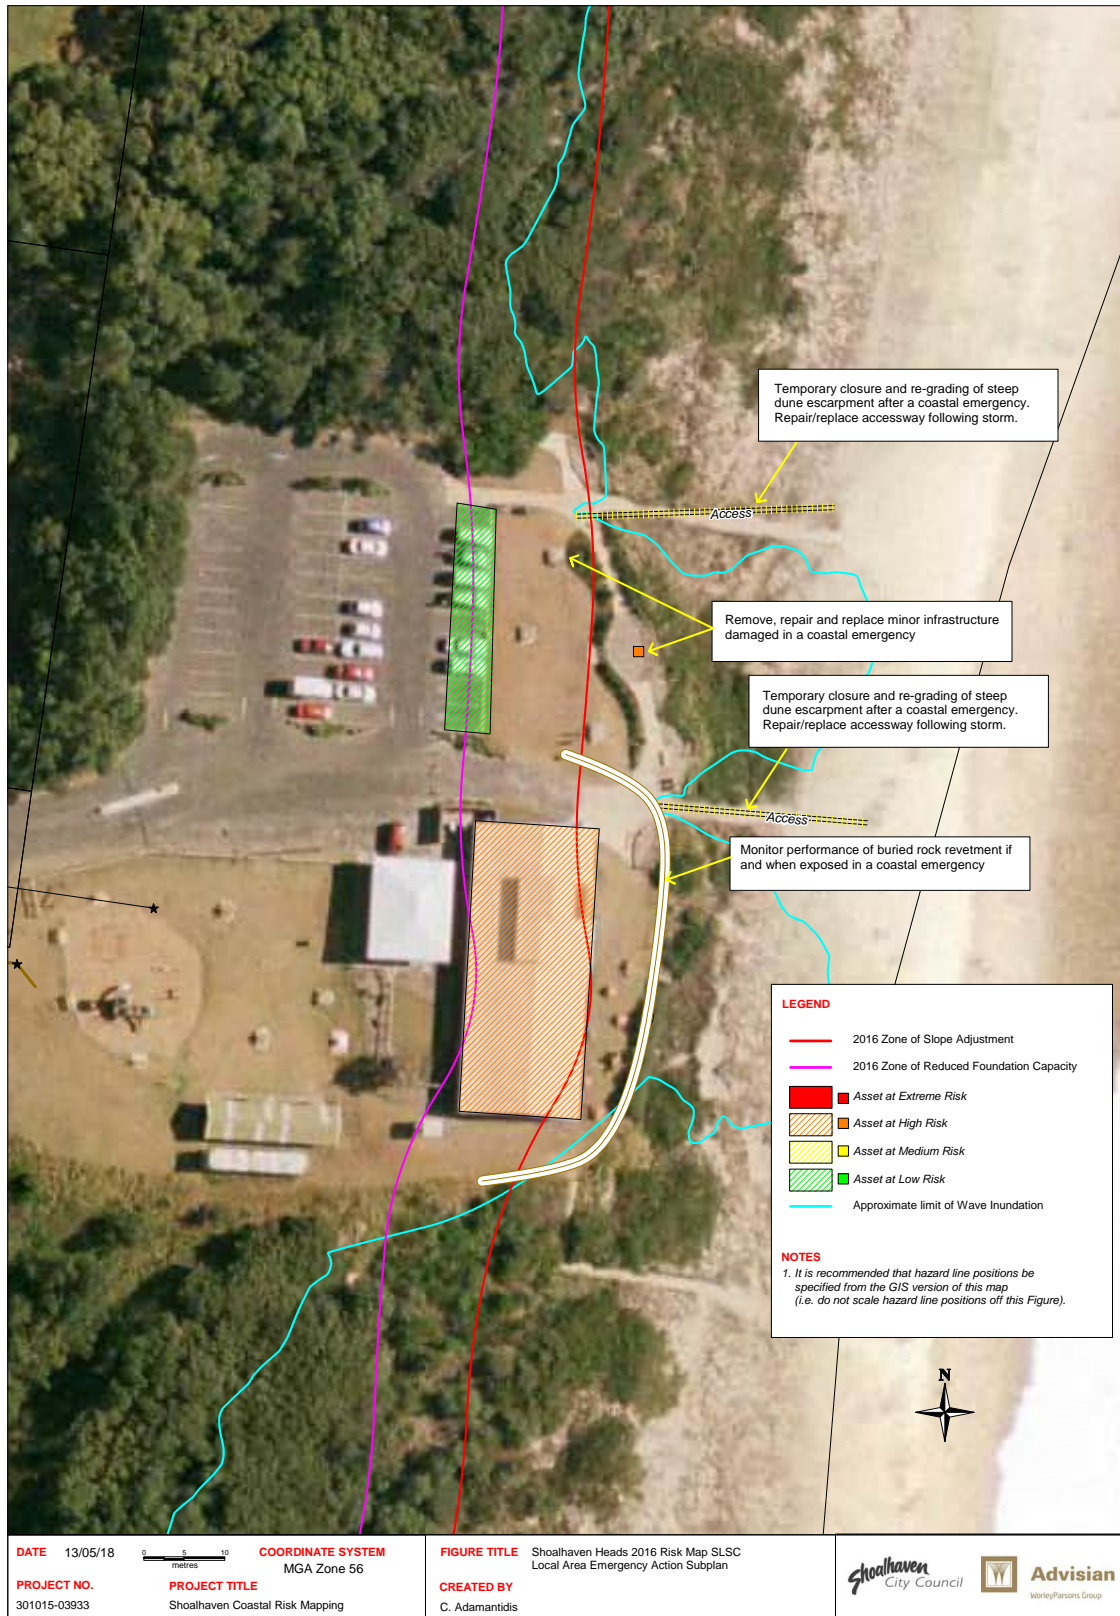 Temporary closure and re-grading of steep
dune escarpment after a coastal emergency.
Repair/replace accessway following storm.
Access
Remove, repair and replace minor infrastructure
damaged in a coastal emergency
Temporary closure and re-grading of steep
dune escarpment after a coastal emergency.
Repair/replace accessway following storm.
Access
Monitor performance of buried rock revetment if
and when exposed in a coastal emergency
LEGEND
2016 Zone of Slope Adjustment
2016 Zone of Reduced Foundation Capacity
Asset at Extreme Risk
Asset at High Risk
Asset at Medium Risk
Asset at Low Risk
Approximate limit of Wave Inundation
NOTES
1. It is recommended that hazard line positions be
specified from the GIS version of this map
(i.e. do not scale hazard line positions off this Figure).
N
DATE 13/05/18
0 5 10
metres
COORDINATE SYSTEM
MGA Zone 56
PROJECT NO.
301015-03933
PROJECT TITLE
Shoalhaven Coastal Risk Mapping
FIGURE TITLE Shoalhaven Heads 2016 Risk Map SLSC
Local Area Emergency Action Subplan
CREATED BY
C. Adamantidis
Shoalhaven
City Council
Advisian
WorleyParsons Group